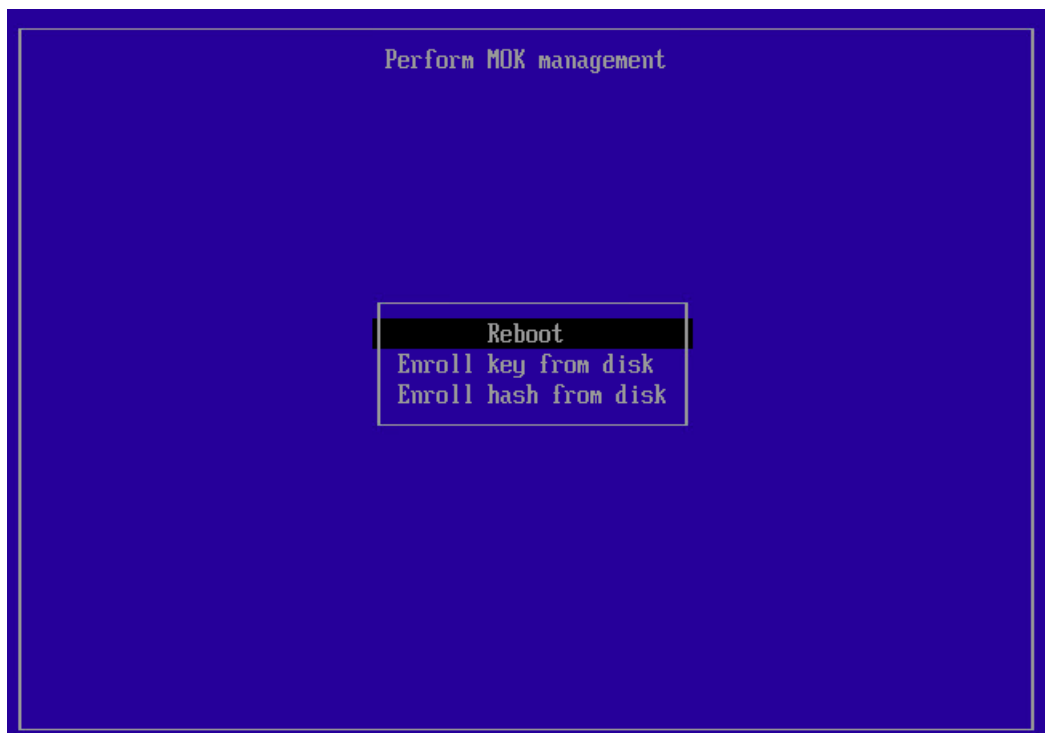 Perform MOK management
Reboot
Enroll key from disk
Enroll hash from disk